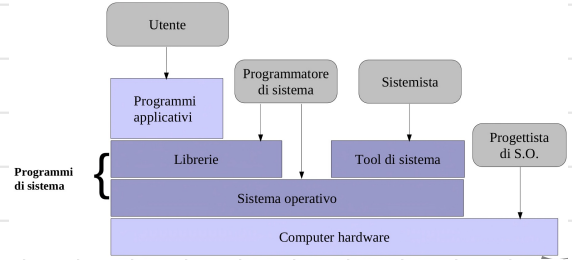 Utente
Programmatore
di sistema
Sistemista
Programmi
applicativi
Progettista
di S.O.
Librerie
Tool di sistema
Programmi
di sistema
Sistema operativo
Computer hardware